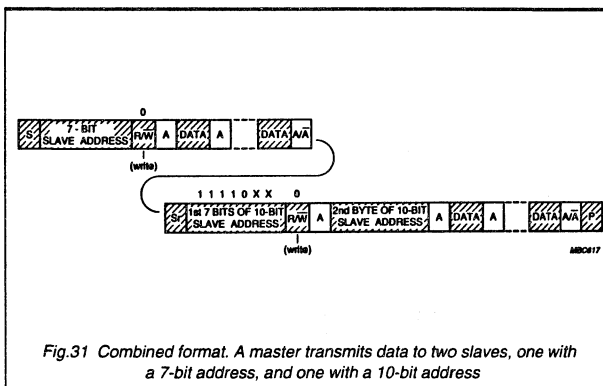 0
S 7 - BIT SLAVE ADDRESS R/W̅ A DATA A DATA A/A̅
(write)
1 1 1 1 0 X X 0
Sr 1st 7 BITS OF 10-BIT SLAVE ADDRESS R/W̅ A 2nd BYTE OF 10-BIT SLAVE ADDRESS A DATA A DATA A/A̅ P
(write)
MBC617
Fig.31 Combined format. A master transmits data to two slaves, one with
a 7-bit address, and one with a 10-bit address